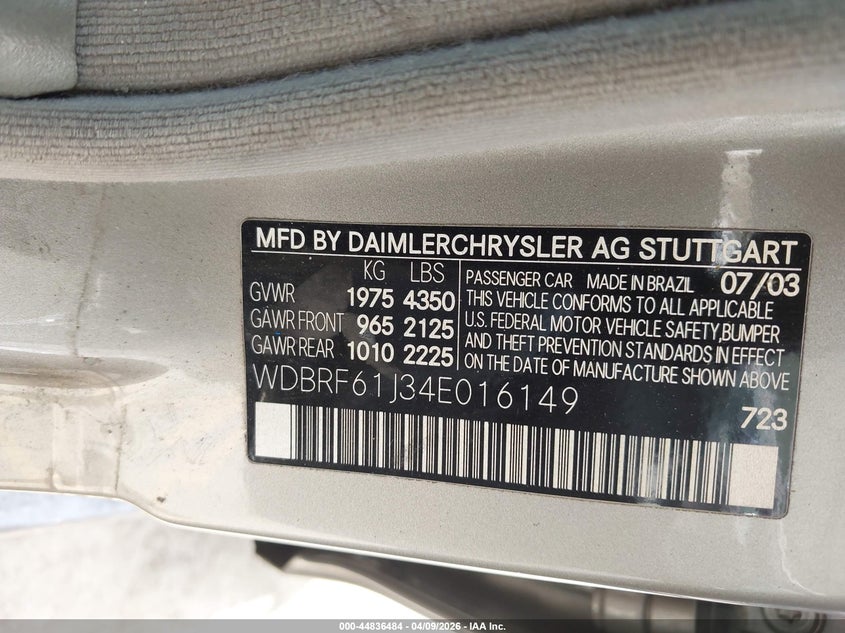 MFD BY DAIMLERCHRYSLER AG STUTTGART
KG LBS
GVWR 1975 4350
GAWR FRONT 965 2125
GAWR REAR 1010 2225
PASSENGER CAR MADE IN BRAZIL 07/03
THIS VEHICLE CONFORMS TO ALL APPLICABLE
U.S. FEDERAL MOTOR VEHICLE SAFETY,BUMPER
AND THEFT PREVENTION STANDARDS IN EFFECT
ON THE DATE OF MANUFACTURE SHOWN ABOVE
WDBRF61J34E016149
723
000-44836484 - 04/09/2026 - IAA Inc.